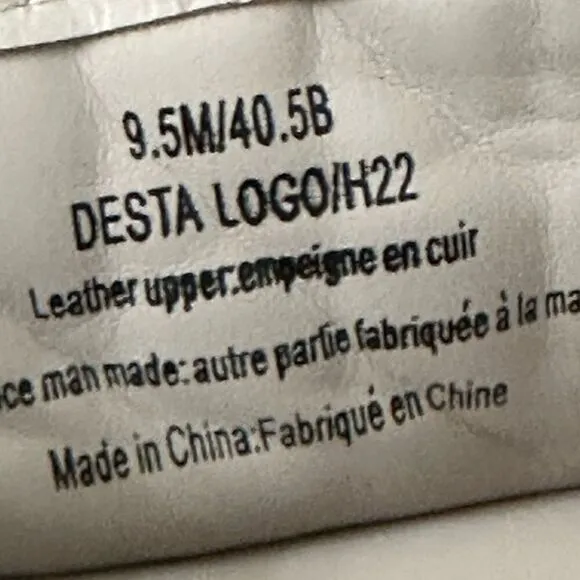 9.5M/40.5B
DESTA LOGO/H22
Leather upper:empeigne en cuir
man made: autre partie fabriquée à la
Made in China:Fabriqué en Chine